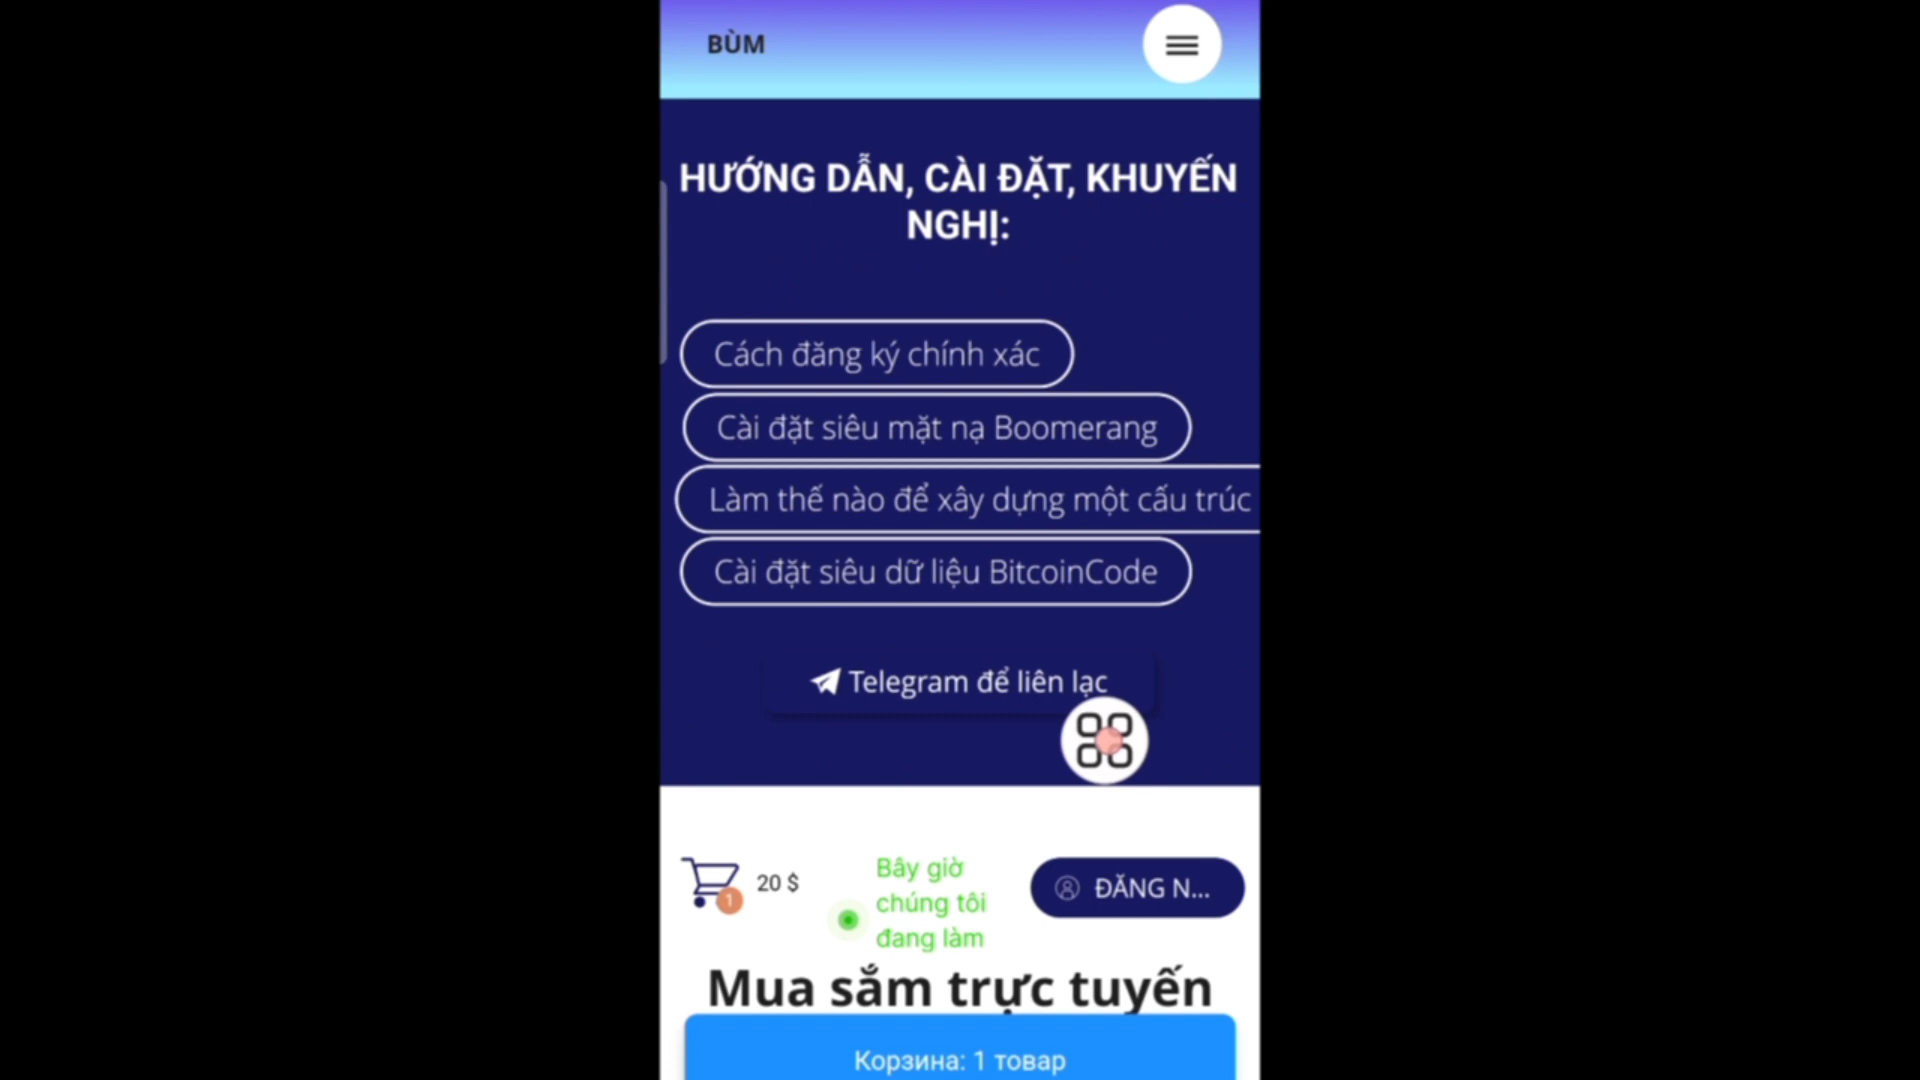 BÙM
HƯỚNG DẪN, CÀI ĐẶT, KHUYẾN
NGHỊ:
Cách đăng ký chính xác
Cài đặt siêu mặt nạ Boomerang
Làm thế nào để xây dựng một cấu trúc
Cài đặt siêu dữ liệu BitcoinCode
Telegram để liên lạc
1
20 $
Bây giờ
chúng tôi
đang làm
ĐĂNG N...
Mua sắm trực tuyến
Корзина: 1 товар